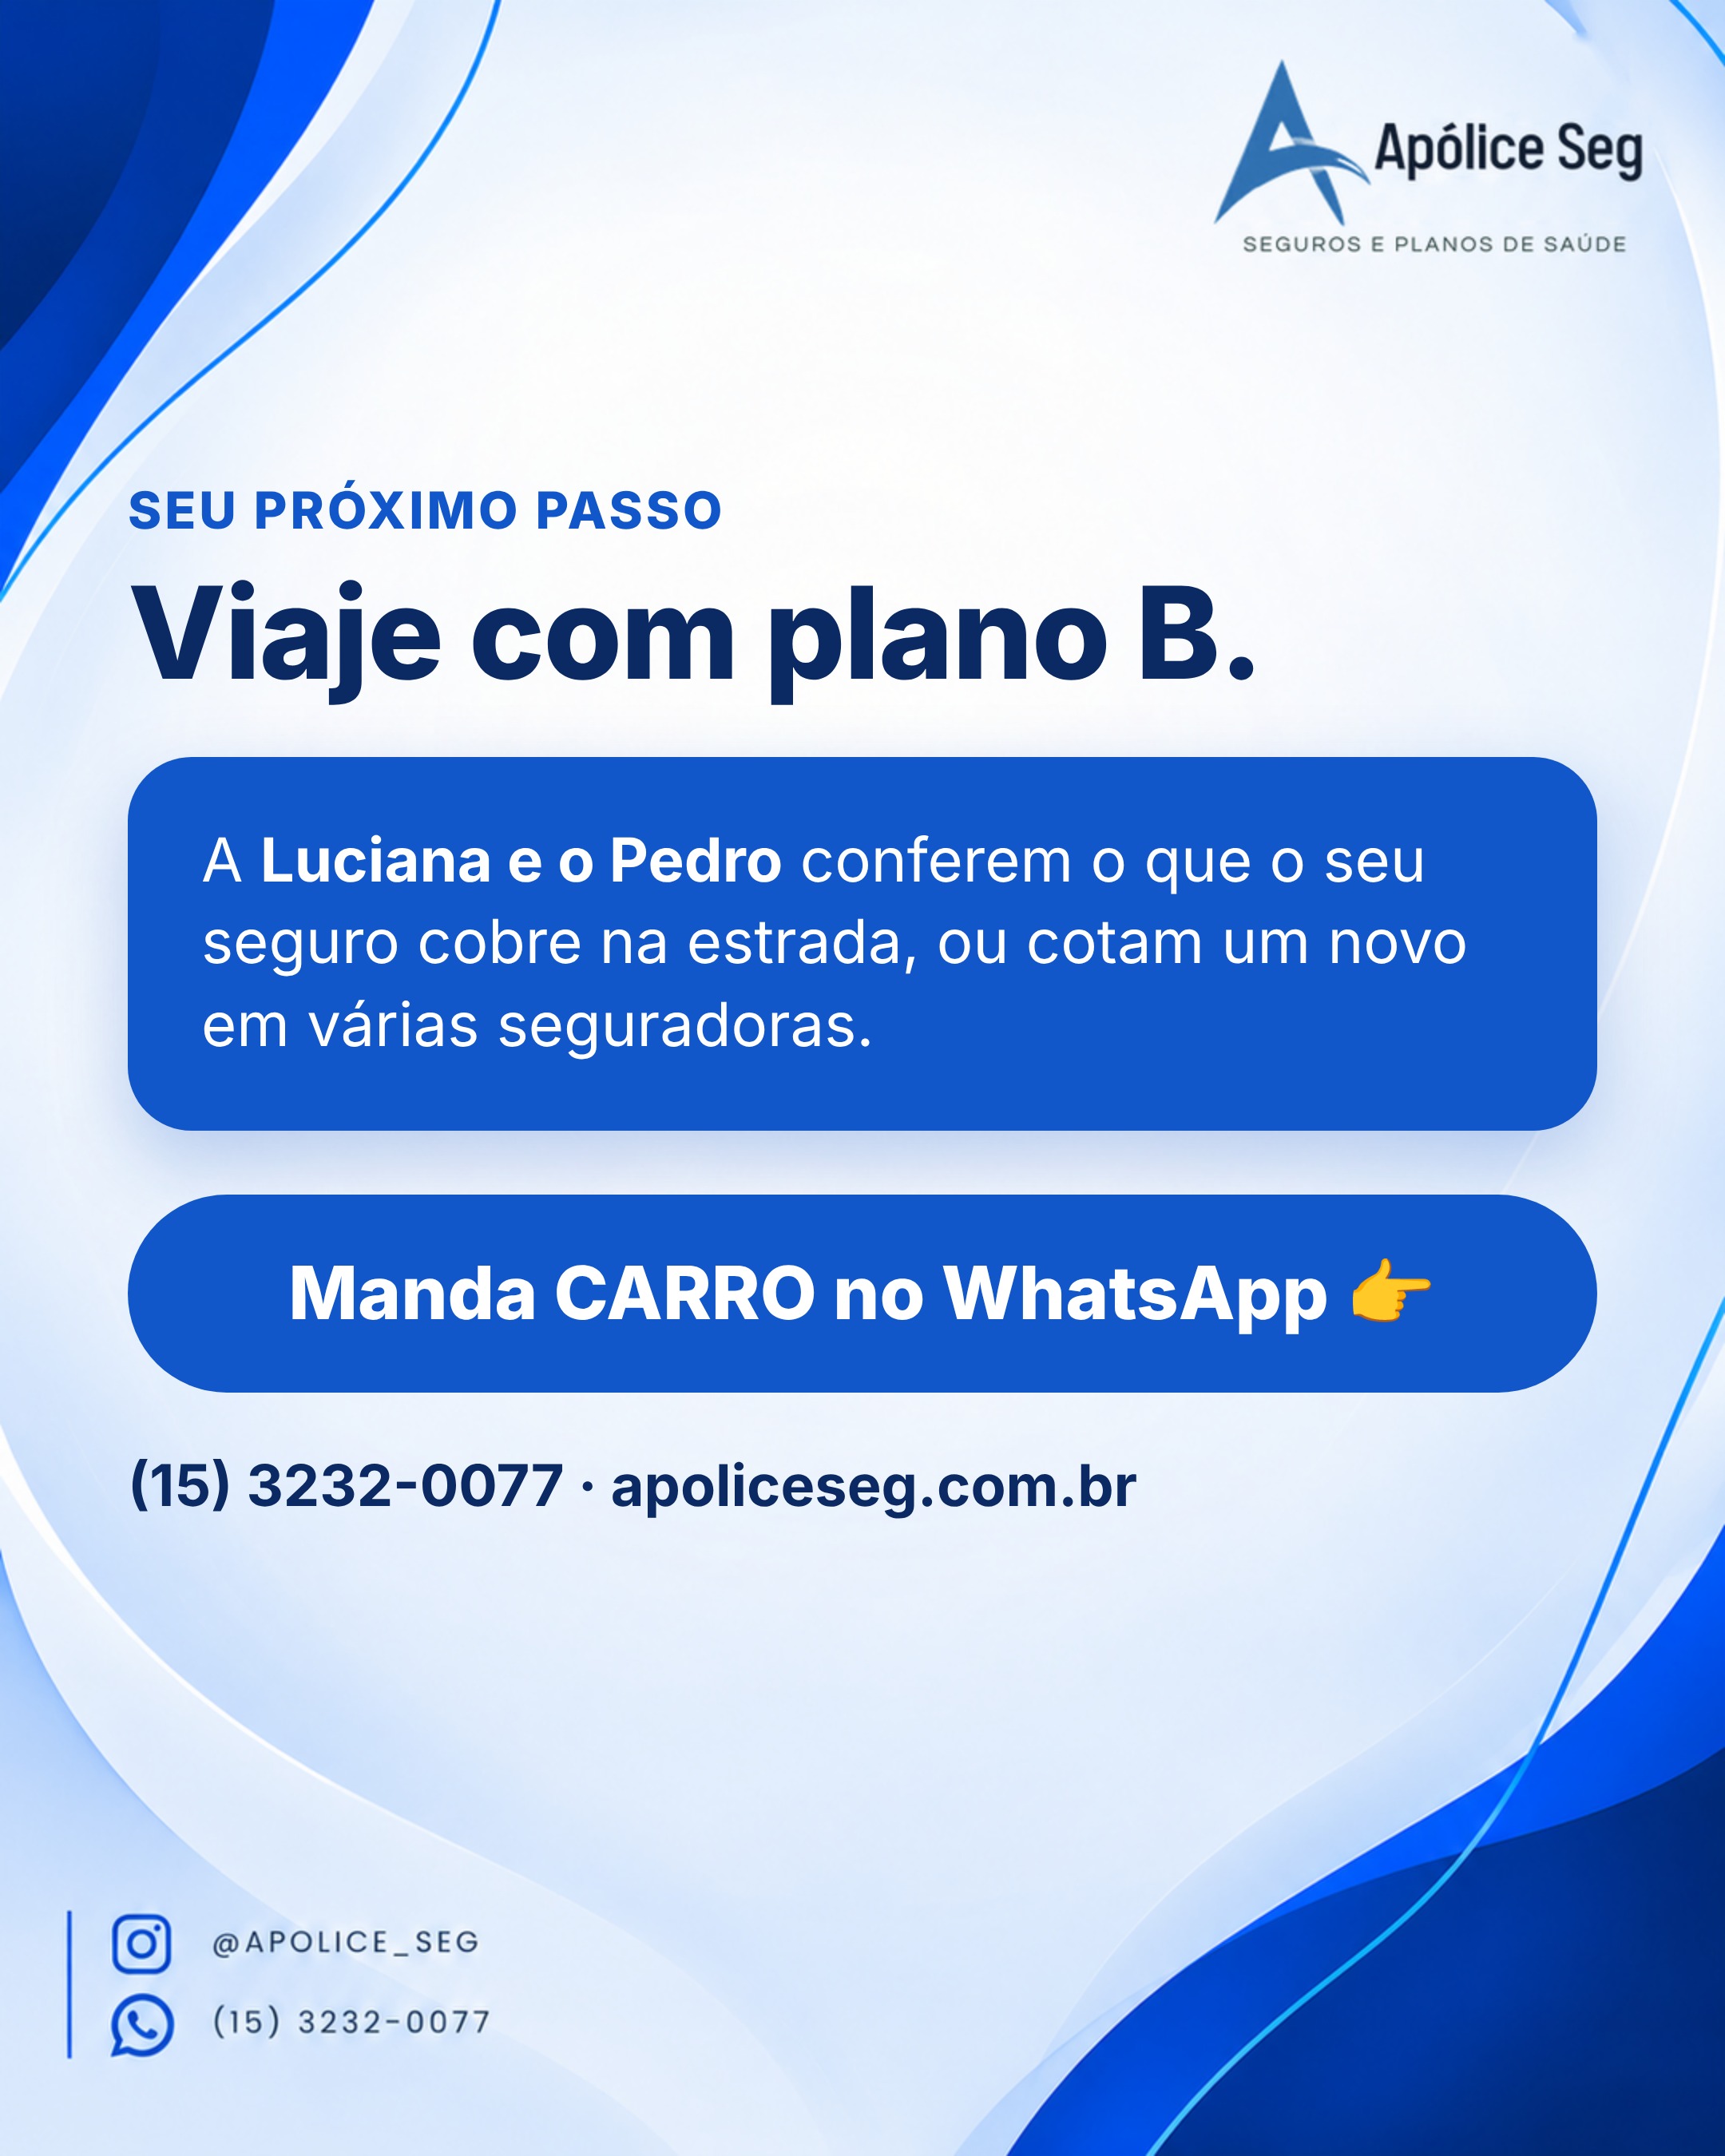 Apólice Seg
SEGUROS E PLANOS DE SAÚDE
SEU PRÓXIMO PASSO
Viaje com plano B.
A Luciana e o Pedro conferem o que o seu
seguro cobre na estrada, ou cotam um novo
em várias seguradoras.
Manda CARRO no WhatsApp 👉
(15) 3232-0077 · apoliceseg.com.br
@APOLICE_SEG
(15) 3232-0077